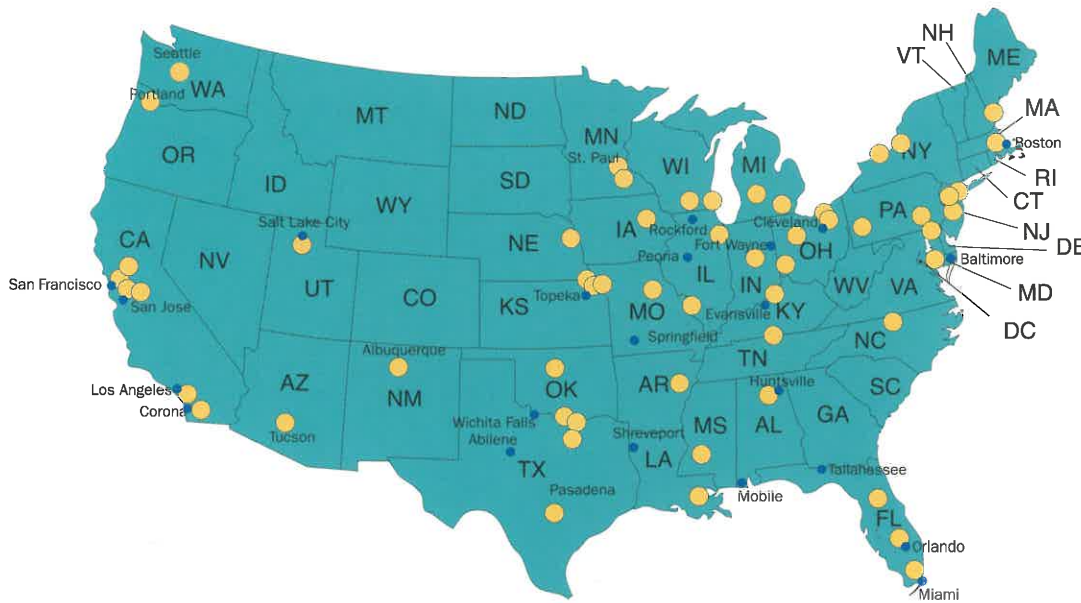 NH
VT
ME
Seattle
WA
Portland
MT
ND
MN
MA
St. Paul
WI
MI
NY
Boston
OR
ID
SD
RI
CT
WY
PA
NJ
Salt Lake City
IA
Rockford
Cleveland
CA
NE
Fort Wayne
OH
DE
NV
Peoria
Baltimore
San Francisco
UT
CO
IL
IN
WV
VA
MD
San Jose
KS
Topeka
MO
Evansville
KY
DC
Springfield
NC
Albuquerque
TN
AZ
OK
AR
Huntsville
SC
Los Angeles
NM
Corona
Wichita Falls
MS
AL
GA
Tucson
Abilene
Shreveport
TX
LA
Tallahassee
Pasadena
Mobile
FL
Orlando
Miami